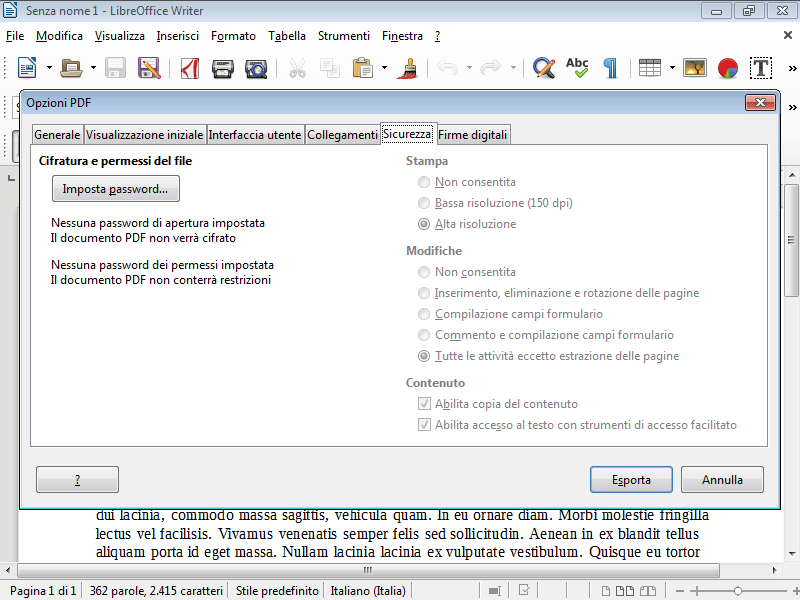 Senza nome 1 - LibreOffice Writer
File Modifica Visualizza Inserisci Formato Tabella Strumenti Finestra ?
Abc
T
Opzioni PDF
Generale Visualizzazione iniziale Interfaccia utente Collegamenti Sicurezza Firme digitali
Cifratura e permessi del file
Imposta password...
Nessuna password di apertura impostata
Il documento PDF non verrà cifrato
Nessuna password dei permessi impostata
Il documento PDF non conterrà restrizioni
Stampa
Non consentita
Bassa risoluzione (150 dpi)
Alta risoluzione
Modifiche
Non consentita
Inserimento, eliminazione e rotazione delle pagine
Compilazione campi formulario
Commento e compilazione campi formulario
Tutte le attività eccetto estrazione delle pagine
Contenuto
Abilita copia del contenuto
Abilita accesso al testo con strumenti di accesso facilitato
? Esporta Annulla
dui lacinia, commodo massa sagittis, vehicula quam. In eu ornare diam. Morbi molestie fringilla
lectus vel facilisis. Vivamus venenatis semper felis sed sollicitudin. Aenean in ex blandit tellus
aliquam porta id eget massa. Nullam lacinia lacinia ex vulputate vestibulum. Quisque eu tortor
Pagina 1 di 1 362 parole, 2.415 caratteri Stile predefinito Italiano (Italia)